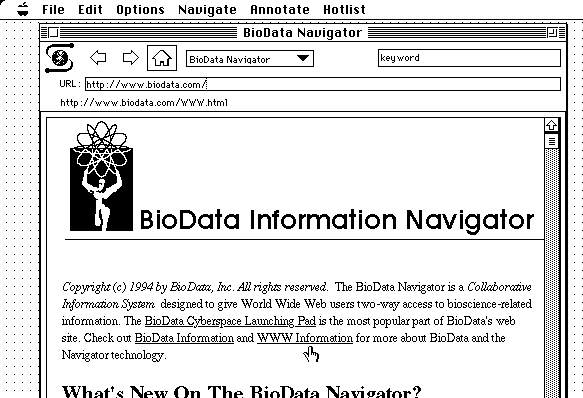 File Edit Options Navigate Annotate Hotlist
BioData Navigator
BioData Navigator
keyword
URL: http://www.biodata.com/
http://www.biodata.com/WWW.html
BioData Information Navigator
Copyright (c) 1994 by BioData, Inc. All rights reserved. The BioData Navigator is a Collaborative
Information System designed to give World Wide Web users two-way access to bioscience-related
information. The BioData Cyberspace Launching Pad is the most popular part of BioData's web
site. Check out BioData Information and WWW Information for more about BioData and the
Navigator technology.
What's New On The BioData Navigator?